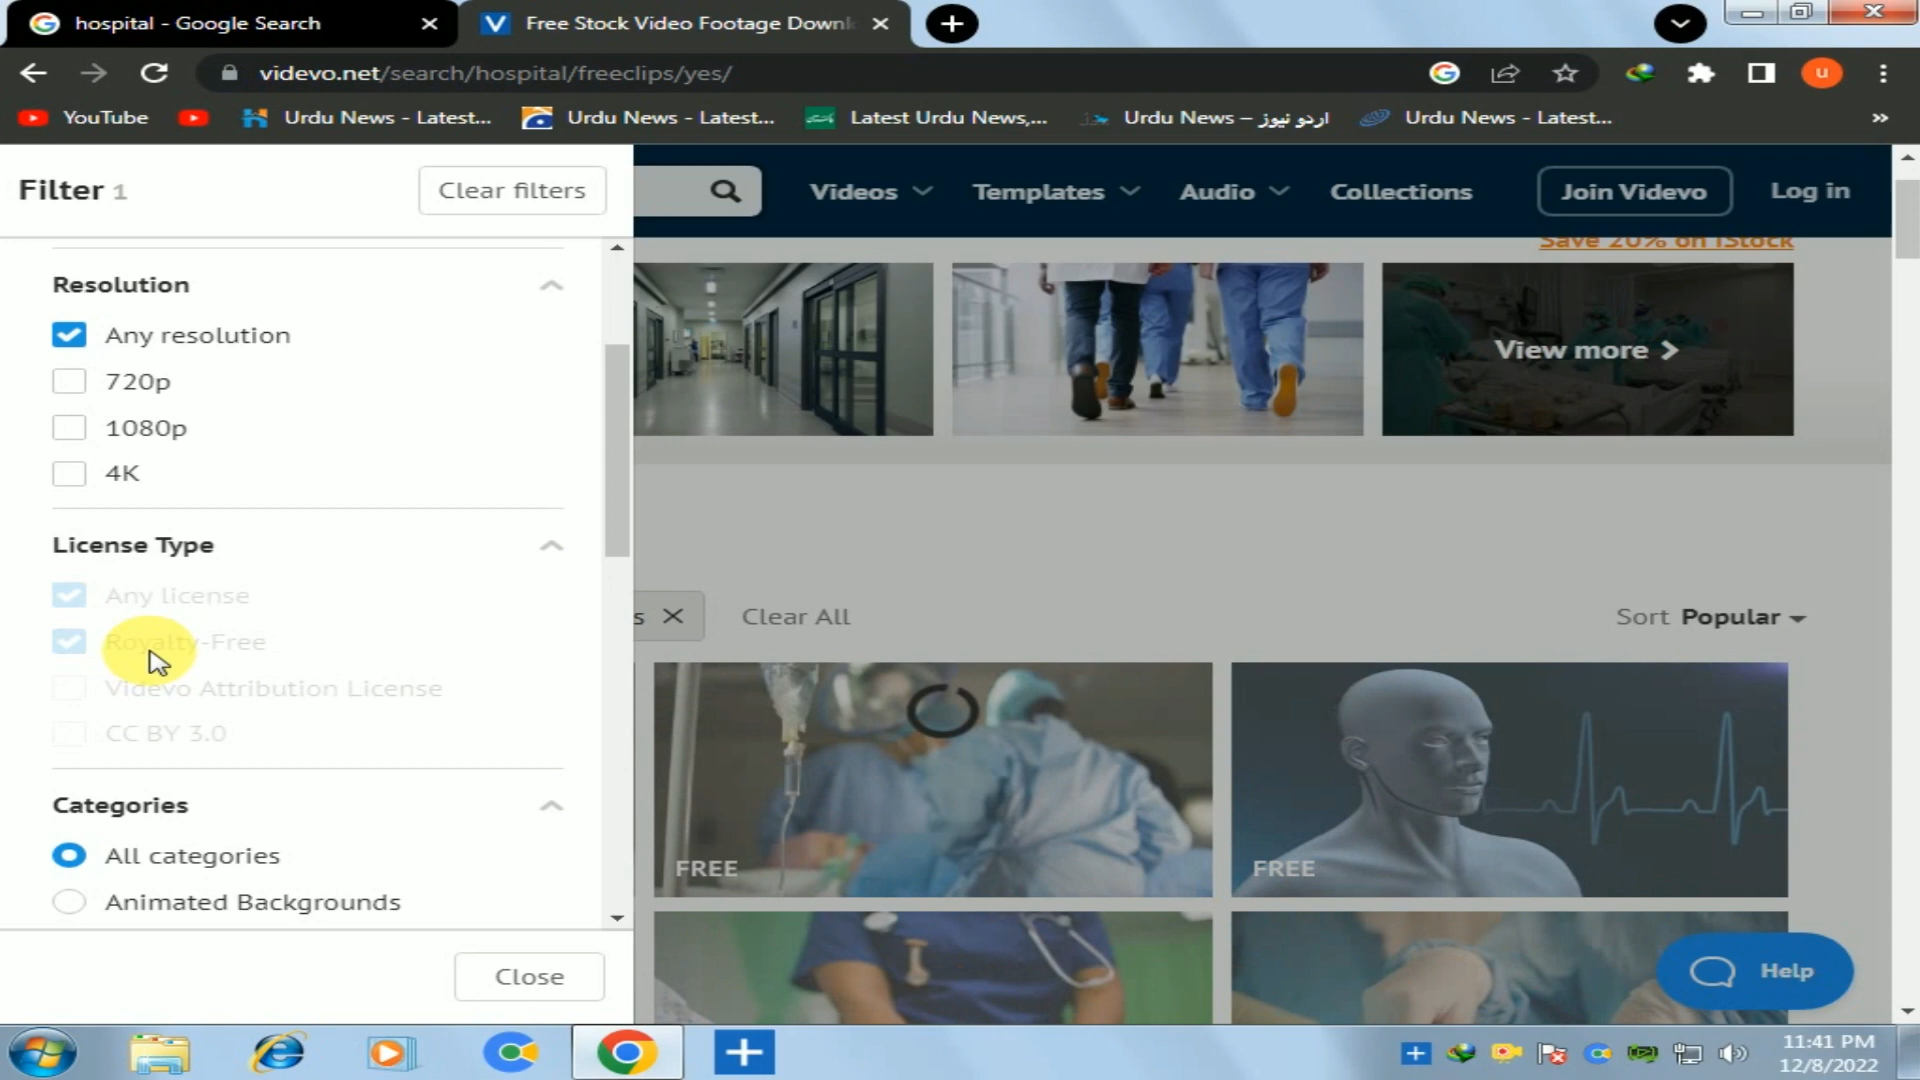 hospital - Google Search
Free Stock Video Footage Downl
videvo.net/search/hospital/freeclips/yes/
u
YouTube
Urdu News - Latest...
Urdu News - Latest...
Latest Urdu News,...
Urdu News – اردو نیوز
Urdu News - Latest...
»
Filter 1
Clear filters
Videos
Templates
Audio
Collections
Join Videvo
Log in
Save 20% on iStock
Resolution
Any resolution
720p
1080p
4K
View more >
License Type
Any license
Royalty-Free
Videvo Attribution License
CC BY 3.0
s
Clear All
Sort Popular
FREE
FREE
Categories
All categories
Animated Backgrounds
Close
Help
11:41 PM
12/8/2022